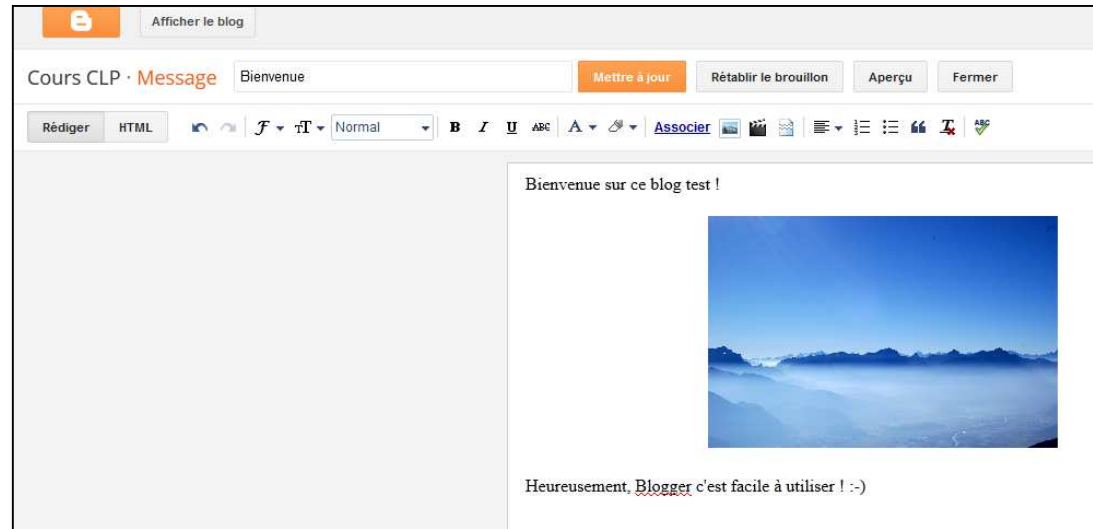 Afficher le blog
Cours CLP · Message Bienvenue Mettre à jour Rétablir le brouillon Aperçu Fermer
Rédiger HTML F T Normal B I U ABC A Associer ABC
Bienvenue sur ce blog test !
Heureusement, Blogger c'est facile à utiliser ! :-)